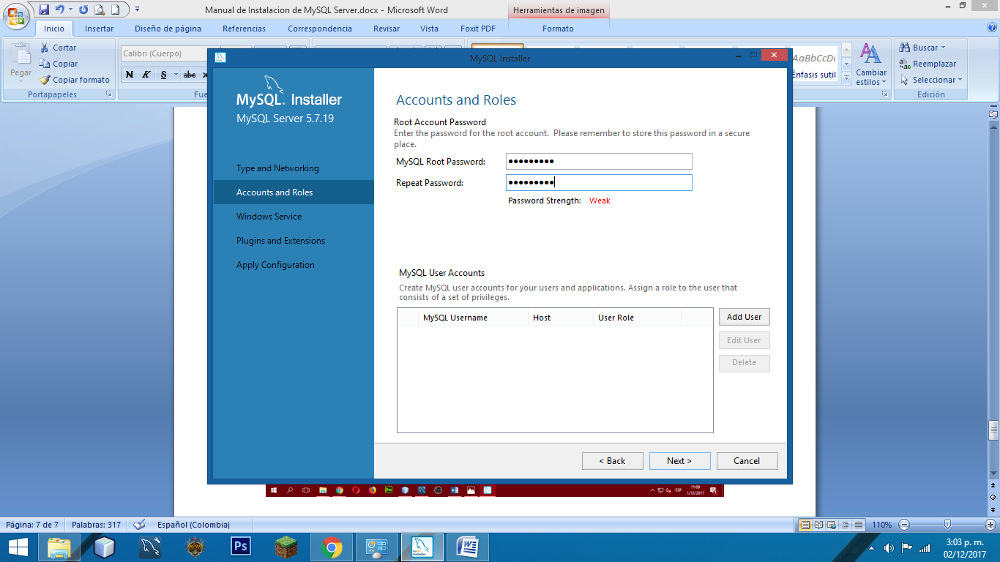 Manual de Instalacion de MySQL Server.docx - Microsoft Word
Herramientas de imagen
Inicio
Insertar
Diseño de página
Referencias
Correspondencia
Revisar
Vista
Foxit PDF
Formato
Pegar
Cortar
Copiar
Copiar formato
Portapapeles
Calibri (Cuerpo)
N K S abc
Fue
AaBbCcDc
Énfasis sutil
Cambiar
estilos
Buscar
Reemplazar
Seleccionar
Edición
MySQL Installer
MySQL. Installer
MySQL Server 5.7.19
Type and Networking
Accounts and Roles
Windows Service
Plugins and Extensions
Apply Configuration
Accounts and Roles
Root Account Password
Enter the password for the root account.  Please remember to store this password in a secure
place.
MySQL Root Password: ●●●●●●●●●
Repeat Password: ●●●●●●●●●
Password Strength: Weak
MySQL User Accounts
Create MySQL user accounts for your users and applications. Assign a role to the user that
consists of a set of privileges.
MySQL Username Host User Role
Add User
Edit User
Delete
< Back
Next >
Cancel
ESP
11:09
1/12/2017
Página: 7 de 7
Palabras: 317
Español (Colombia)
110%
Ps
installer
3:03 p. m.
02/12/2017